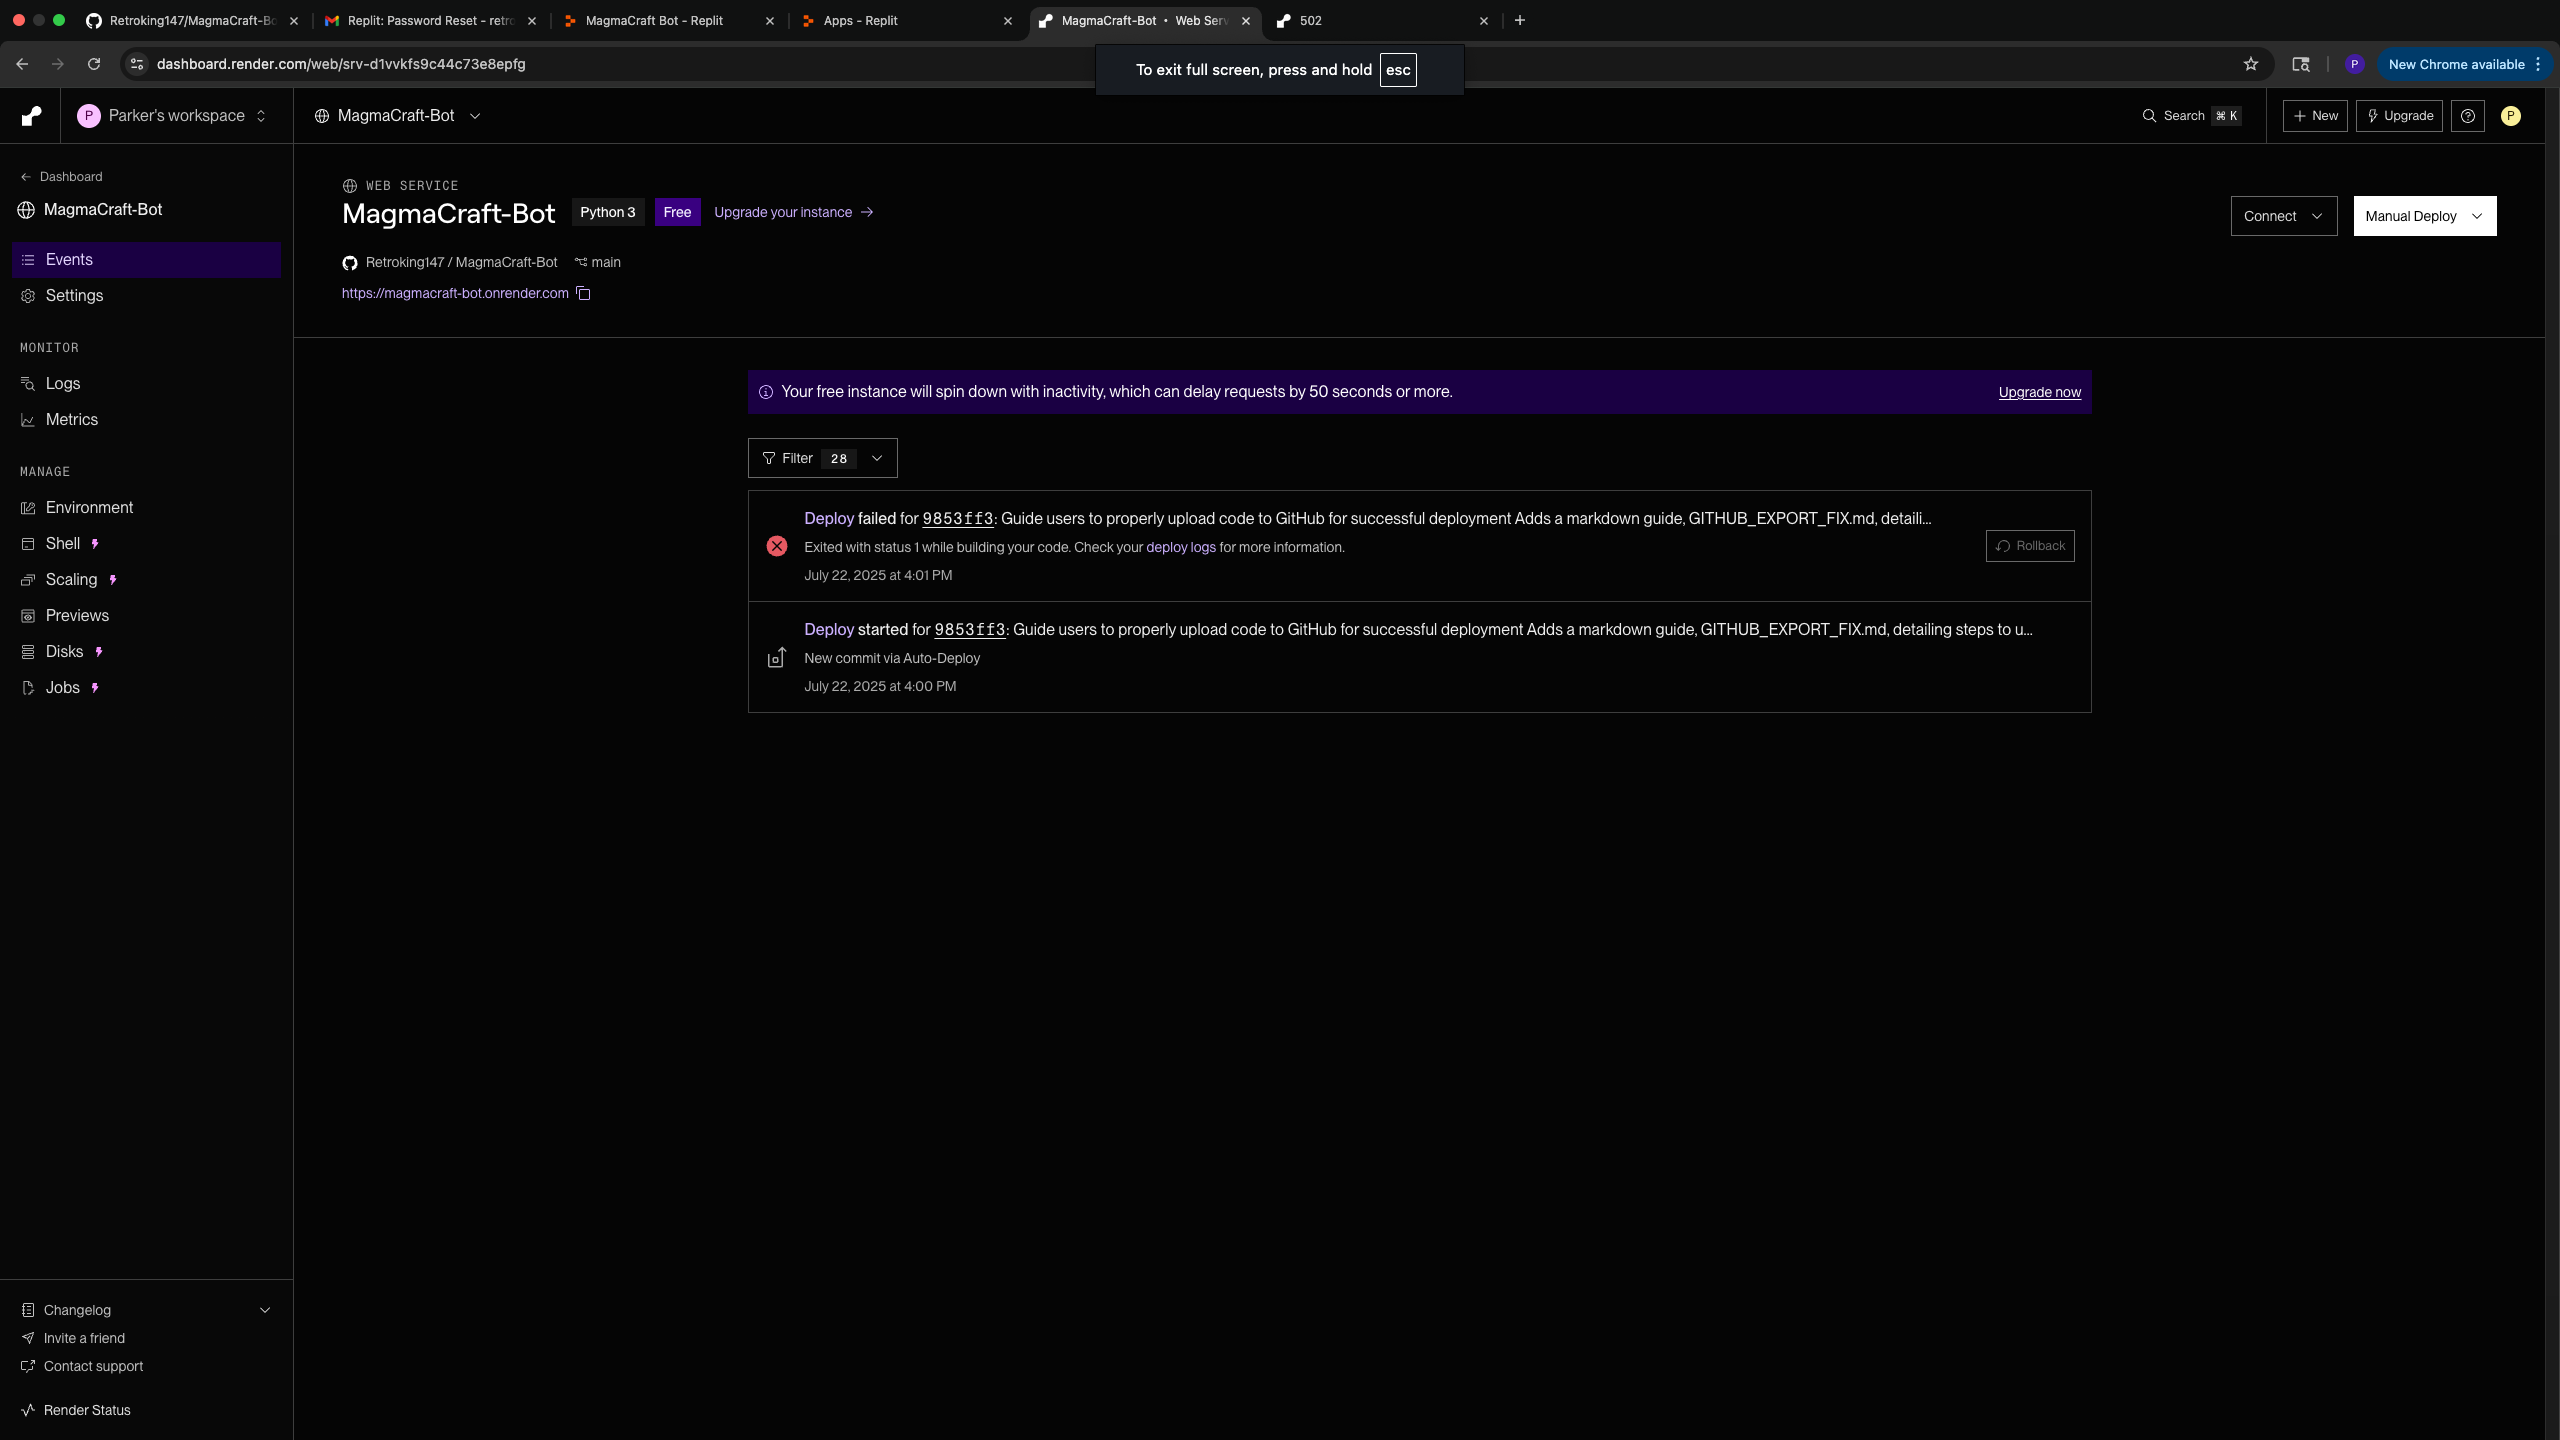 Retroking147/MagmaCraft-Bo
Replit: Password Reset - retro
MagmaCraft Bot - Replit
Apps - Replit
MagmaCraft-Bot • Web Serv
502
dashboard.render.com/web/srv-d1vvkfs9c44c73e8epfg
To exit full screen, press and hold esc
P
New Chrome available
P Parker's workspace
MagmaCraft-Bot
Search ⌘ K
New
Upgrade
P
Dashboard
MagmaCraft-Bot
Events
Settings
MONITOR
Logs
Metrics
MANAGE
Environment
Shell
Scaling
Previews
Disks
Jobs
Changelog
Invite a friend
Contact support
Render Status
WEB SERVICE
MagmaCraft-Bot Python 3 Free Upgrade your instance
Connect
Manual Deploy
Retroking147 / MagmaCraft-Bot main
https://magmacraft-bot.onrender.com
Your free instance will spin down with inactivity, which can delay requests by 50 seconds or more.
Upgrade now
Filter 28
Deploy failed for 9853ff3: Guide users to properly upload code to GitHub for successful deployment Adds a markdown guide, GITHUB_EXPORT_FIX.md, detaili...
Exited with status 1 while building your code. Check your deploy logs for more information.
July 22, 2025 at 4:01 PM
Rollback
Deploy started for 9853ff3: Guide users to properly upload code to GitHub for successful deployment Adds a markdown guide, GITHUB_EXPORT_FIX.md, detailing steps to u...
New commit via Auto-Deploy
July 22, 2025 at 4:00 PM